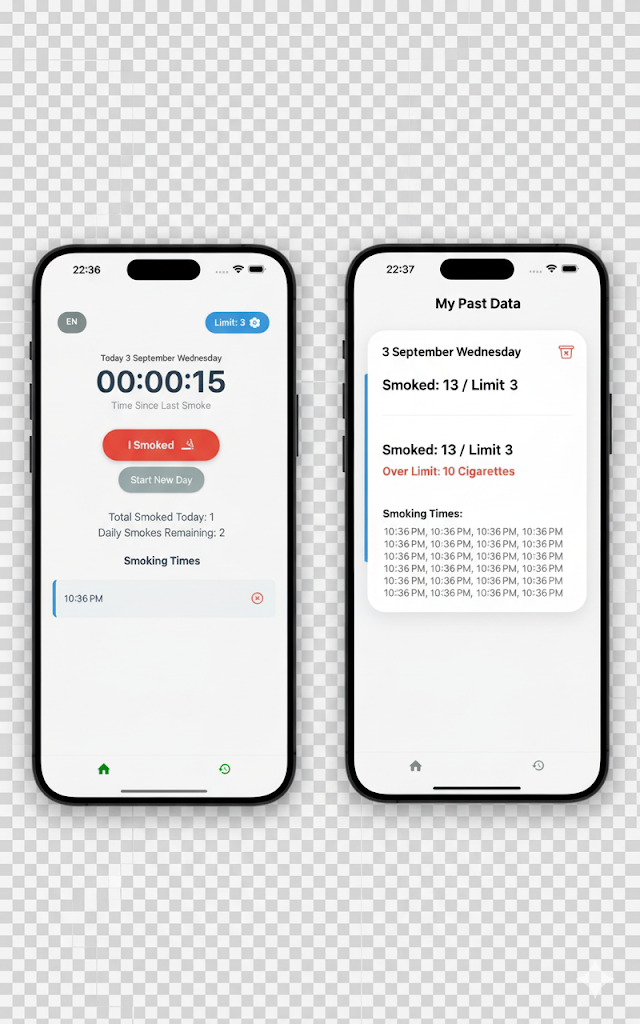 22:36
EN
Limit: 3
Today 3 September Wednesday
00:00:15
Time Since Last Smoke
I Smoked
Start New Day
Total Smoked Today: 1
Daily Smokes Remaining: 2
Smoking Times
10:36 PM
22:37
My Past Data
3 September Wednesday
Smoked: 13 / Limit 3
Smoked: 13 / Limit 3
Over Limit: 10 Cigarettes
Smoking Times:
10:36 PM, 10:36 PM, 10:36 PM, 10:36 PM
10:36 PM, 10:36 PM, 10:36 PM, 10:36 PM
10:36 PM, 10:36 PM, 10:36 PM, 10:36 PM
10:36 PM, 10:36 PM, 10:36 PM, 10:36 PM
10:36 PM, 10:36 PM, 10:36 PM, 10:36 PM
10:36 PM, 10:36 PM, 10:36 PM, 10:36 PM